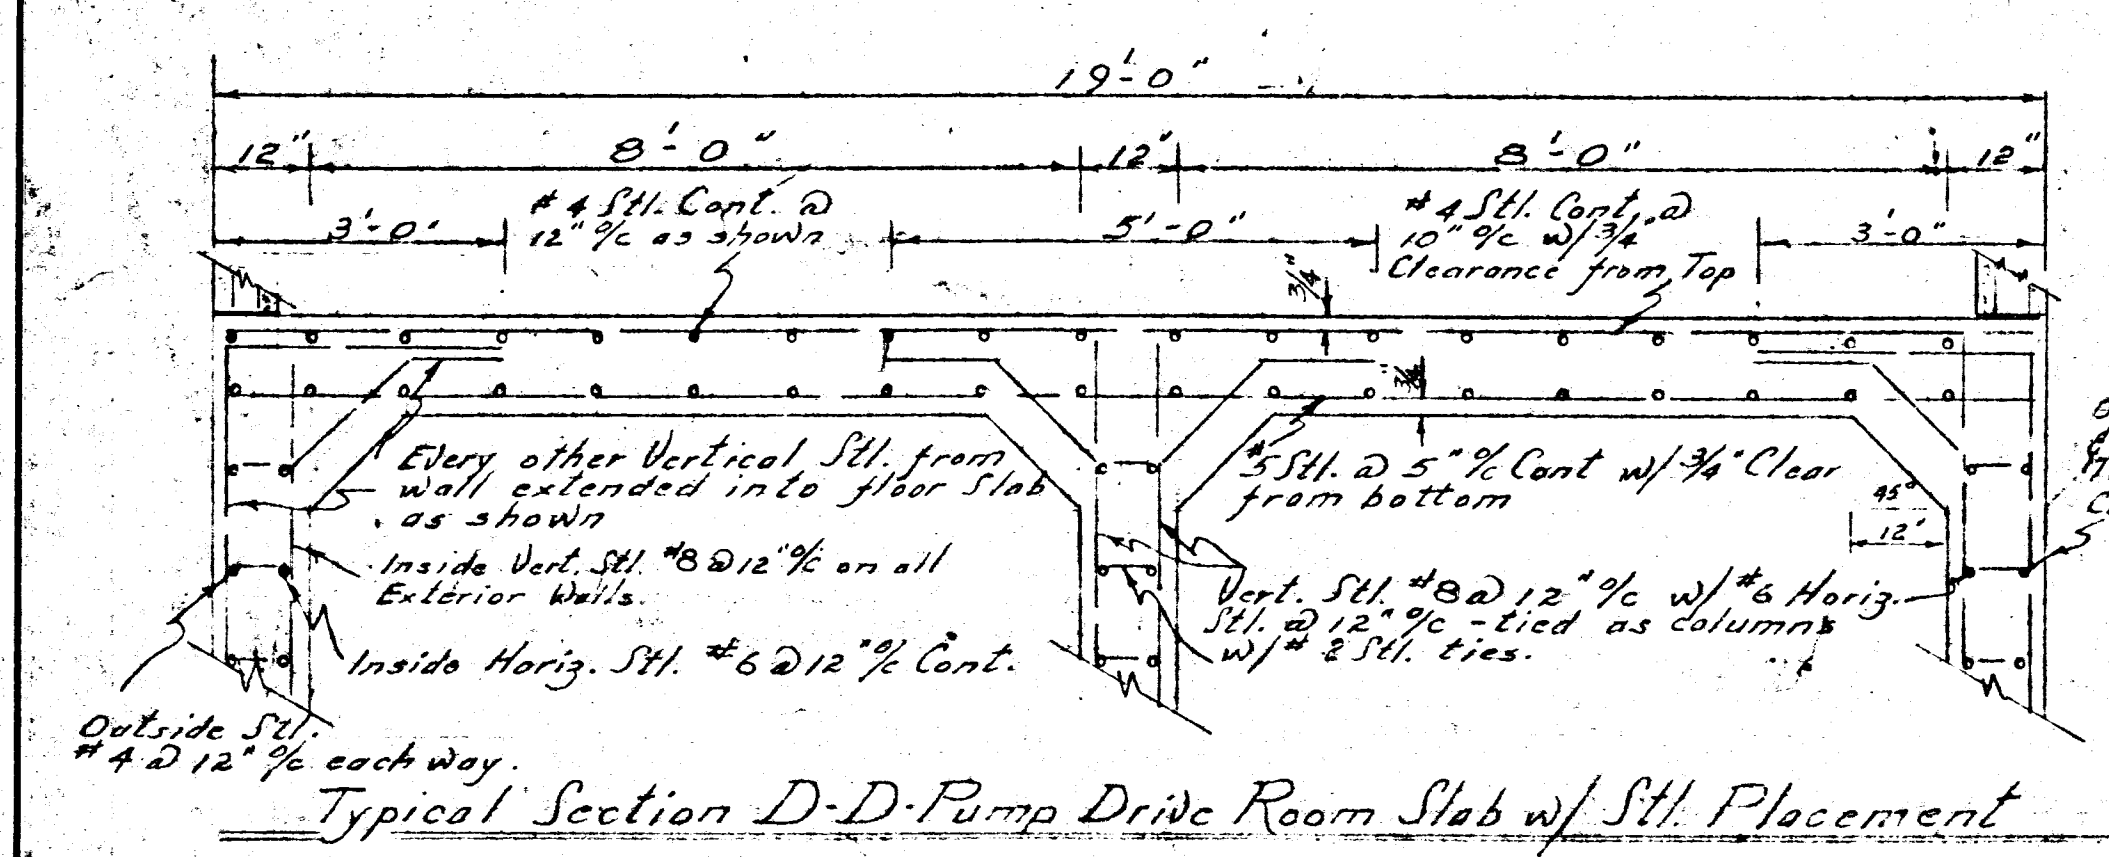 19'-0"
12"
8'-0"
12"
8'-0"
12"
3'-0"
#4 Stl. Cont. @
12" o/c as shown
5'-0"
#4 Stl. Cont. @
10" o/c w/ 3/4"
Clearance from Top
3'-0"
3/4"
3/4"
Every other Vertical Stl. from
wall extended into floor Slab
as shown
#5 Stl. @ 5" o/c Cont w/ 3/4" Clear
from bottom
45°
12'
Inside Vert. Stl. #8 @ 12" o/c on all
Exterior Walls.
Vert. Stl. #8 @ 12" o/c w/ #6 Horiz.
Stl. @ 12" o/c - tied as columns
w/ #2 Stl. ties.
Inside Horiz. Stl. #6 @ 12" o/c Cont.
Outside Stl.
#4 @ 12" o/c each way.
Typical Section D-D-Pump Drive Room Slab w/ Stl. Placement